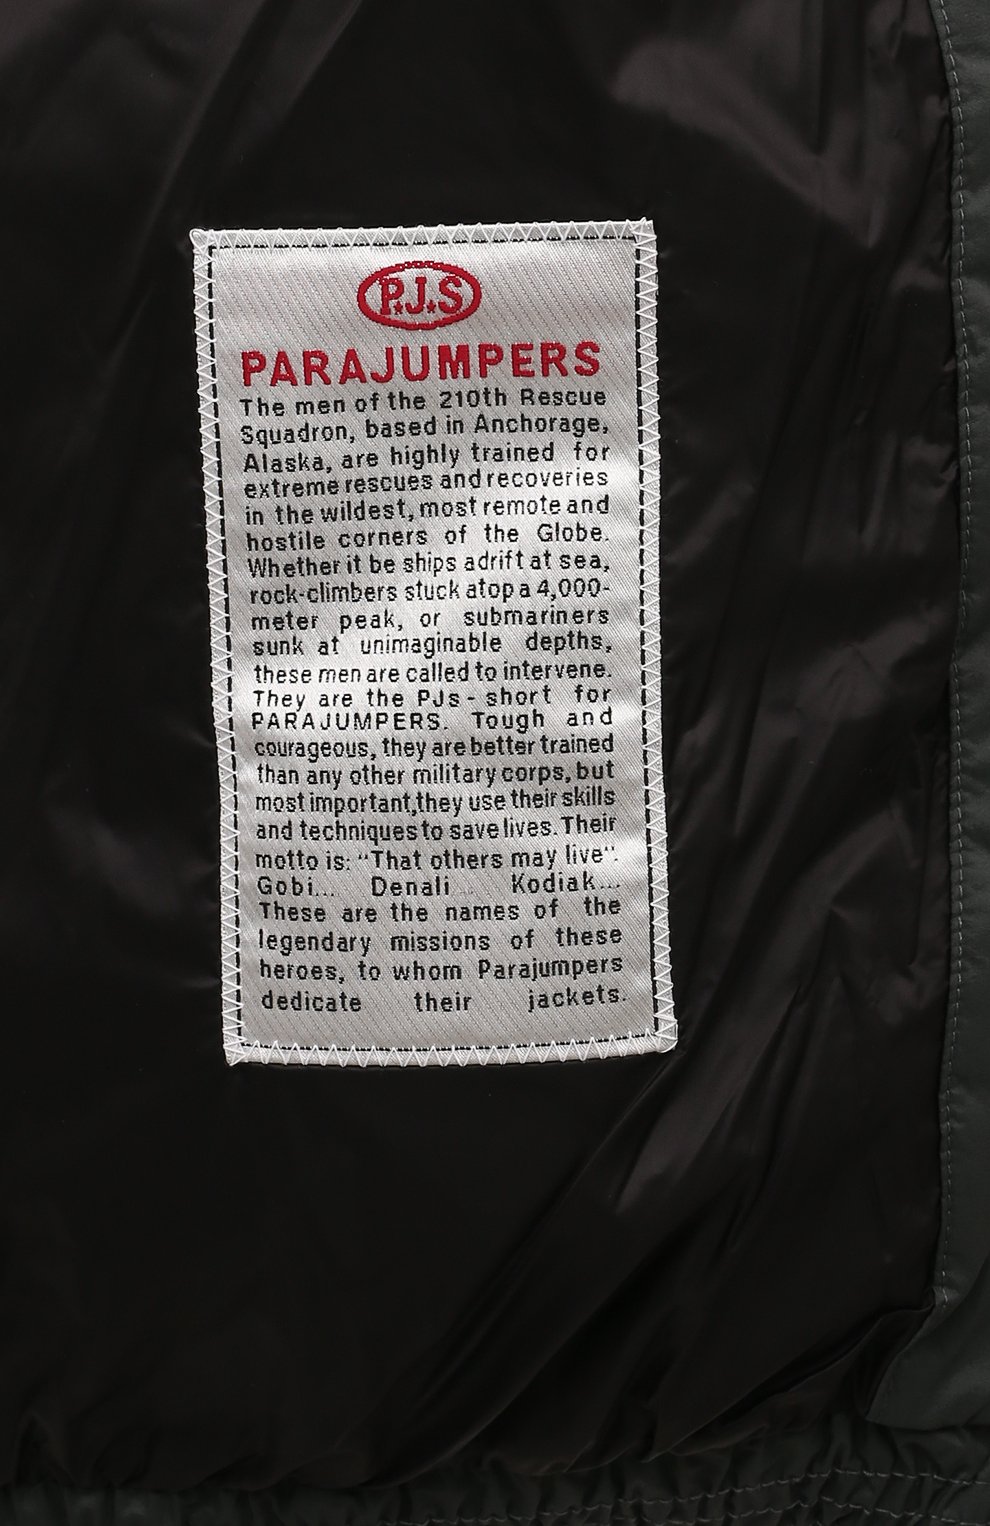 P.J.S
PARAJUMPERS
The men of the 210th Rescue
Squadron, based in Anchorage,
Alaska, are highly trained for
extreme rescues and recoveries
in the wildest, most remote and
hostile corners of the Globe.
Whether it be ships adrift at sea,
rock-climbers stuck atop a 4,000-
meter peak, or submariners
sunk at unimaginable depths,
these men are called to intervene.
They are the PJs - short for
PARAJUMPERS. Tough and
courageous, they are better trained
than any other military corps, but
most important,they use their skills
and techniques to save lives. Their
motto is: "That others may live".
Gobi... Denali... Kodiak...
These are the names of the
legendary missions of these
heroes, to whom Parajumpers
dedicate their jackets.